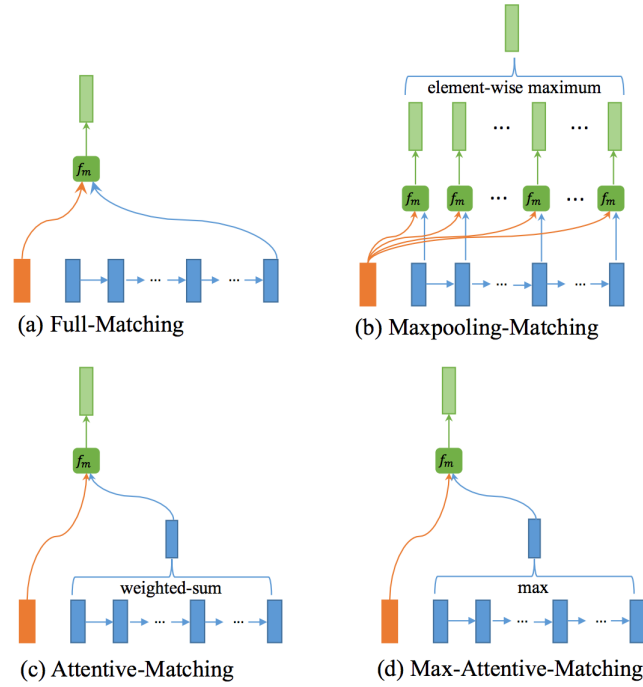 element-wise maximum
... ...
fm
fm fm ... fm ... fm
... ...
... ...
(a) Full-Matching
(b) Maxpooling-Matching
fm
fm
weighted-sum
max
... ...
... ...
(c) Attentive-Matching
(d) Max-Attentive-Matching